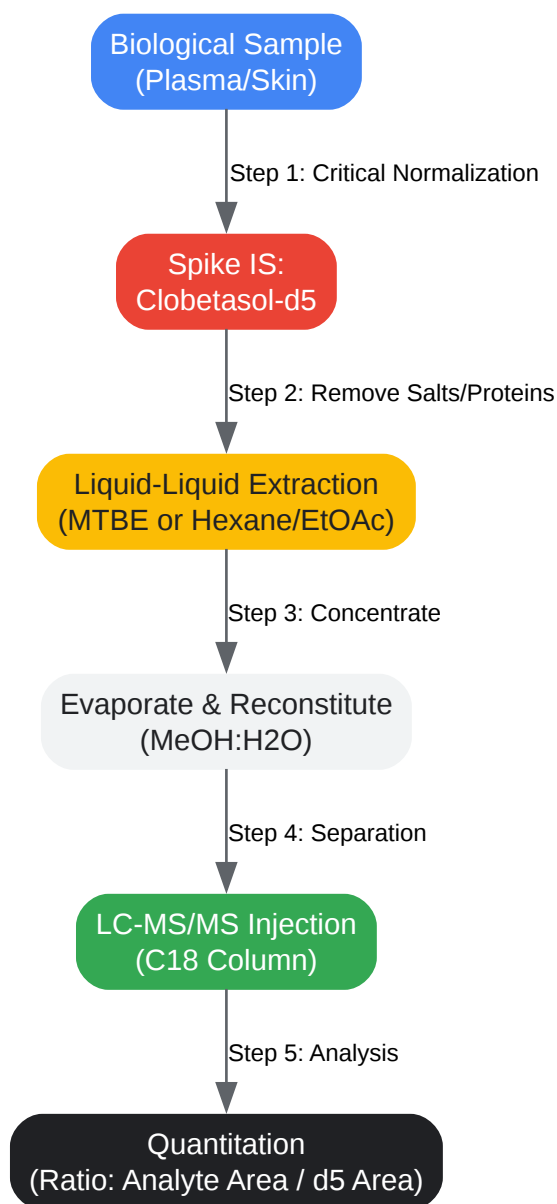 Biological Sample
(Plasma/Skin)
Step 1: Critical Normalization
Spike IS:
Clobetasol-d5
Step 2: Remove Salts/Proteins
Liquid-Liquid Extraction
(MTBE or Hexane/EtOAc)
Step 3: Concentrate
Evaporate & Reconstitute
(MeOH:H2O)
Step 4: Separation
LC-MS/MS Injection
(C18 Column)
Step 5: Analysis
Quantitation
(Ratio: Analyte Area / d5 Area)